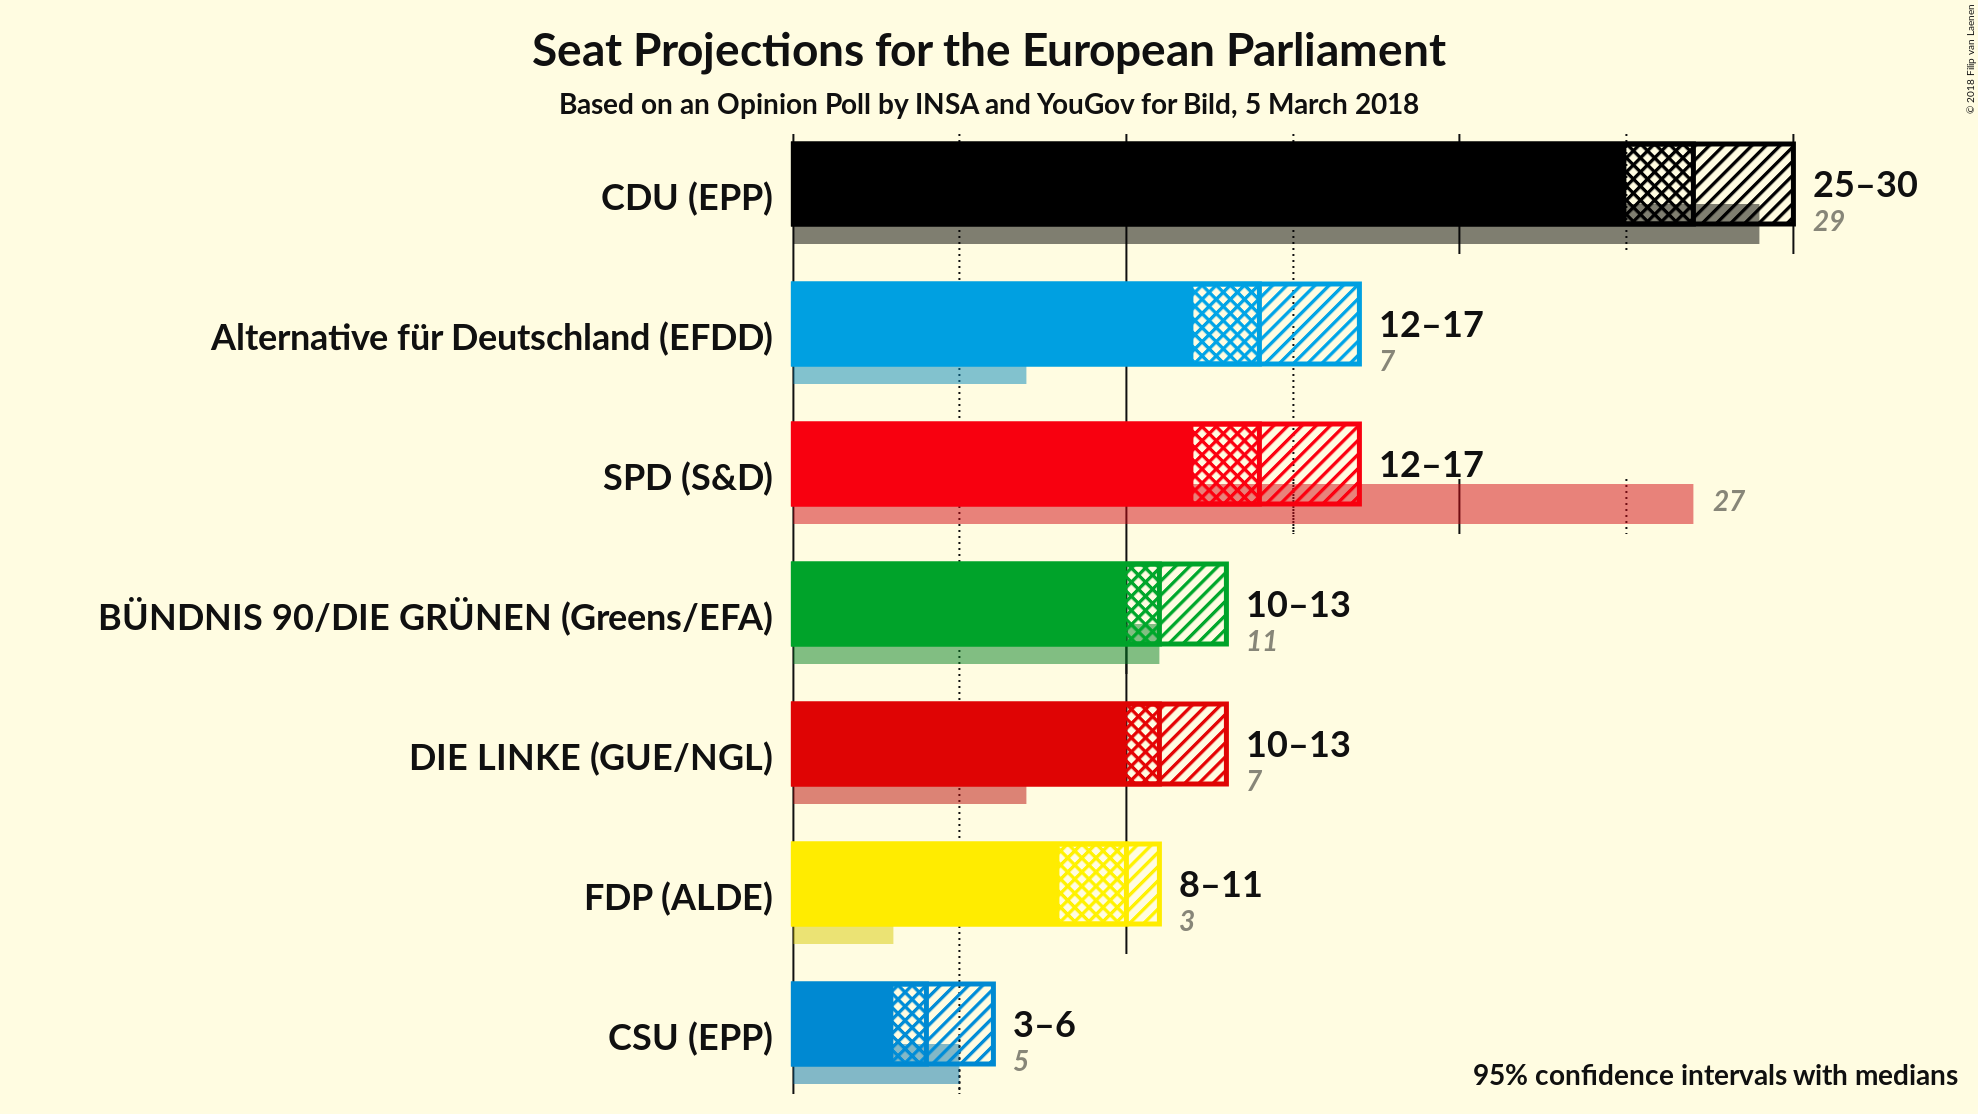 Seat Projections for the European Parliament
Based on an Opinion Poll by INSA and YouGov for Bild, 5 March 2018
© 2018 Filip van Laenen
CDU (EPP)
25–30
29
Alternative für Deutschland (EFDD)
12–17
7
SPD (S&D)
12–17
27
BÜNDNIS 90/DIE GRÜNEN (Greens/EFA)
10–13
11
DIE LINKE (GUE/NGL)
10–13
7
FDP (ALDE)
8–11
3
CSU (EPP)
3–6
5
95% confidence intervals with medians